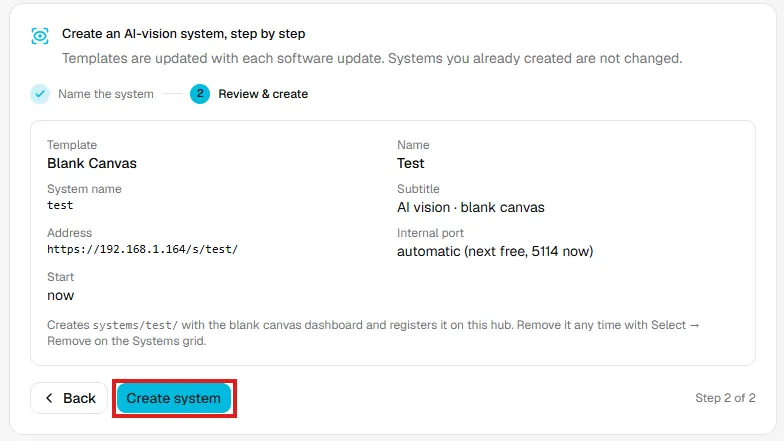 Create an AI-vision system, step by step
Templates are updated with each software update. Systems you already created are not changed.
Name the system
2 Review & create
Template
Blank Canvas
Name
Test
System name
test
Subtitle
AI vision · blank canvas
Address
https://192.168.1.164/s/test/
Internal port
automatic (next free, 5114 now)
Start
now
Creates systems/test/ with the blank canvas dashboard and registers it on this hub. Remove it any time with Select →
Remove on the Systems grid.
Back
Create system
Step 2 of 2